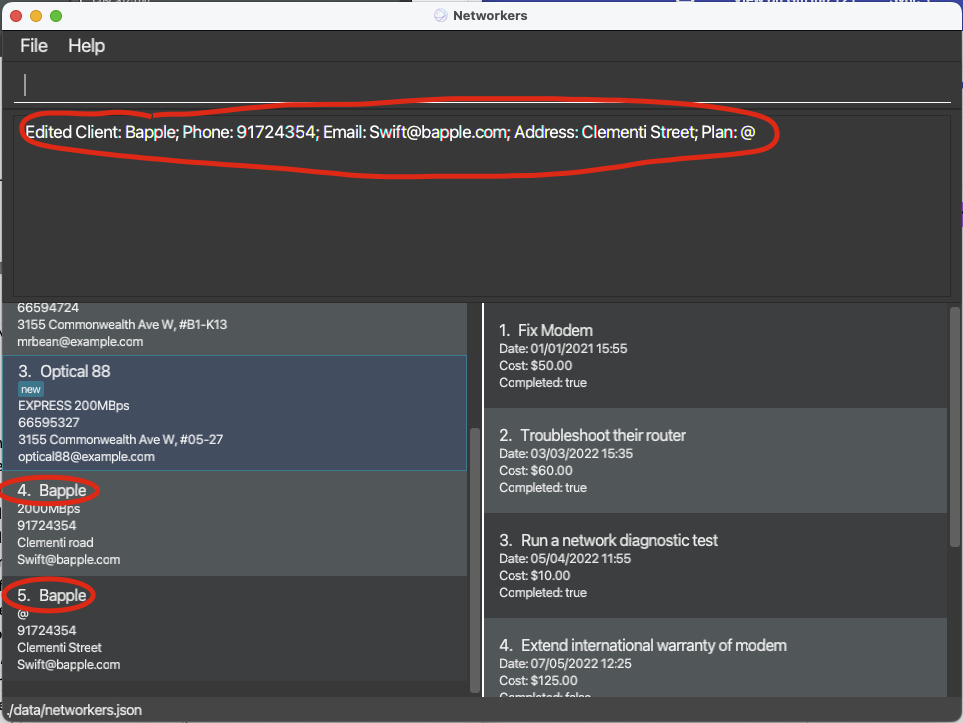 Networkers
File Help
Edited Client: Bapple; Phone: 91724354; Email: Swift@bapple.com; Address: Clementi Street; Plan: @
66594724
3155 Commonwealth Ave W, #B1-K13
mrbean@example.com
3. Optical 88
new
EXPRESS 200MBps
66595327
3155 Commonwealth Ave W, #05-27
optical88@example.com
4. Bapple
2000MBps
91724354
Clementi road
Swift@bapple.com
5. Bapple
@
91724354
Clementi Street
Swift@bapple.com
1. Fix Modem
Date: 01/01/2021 15:55
Cost: $50.00
Completed: true
2. Troubleshoot their router
Date: 03/03/2022 15:35
Cost: $60.00
Completed: true
3. Run a network diagnostic test
Date: 05/04/2022 11:55
Cost: $10.00
Completed: true
4. Extend international warranty of modem
Date: 07/05/2022 12:25
Cost: $125.00
Completed: false
./data/networkers.json